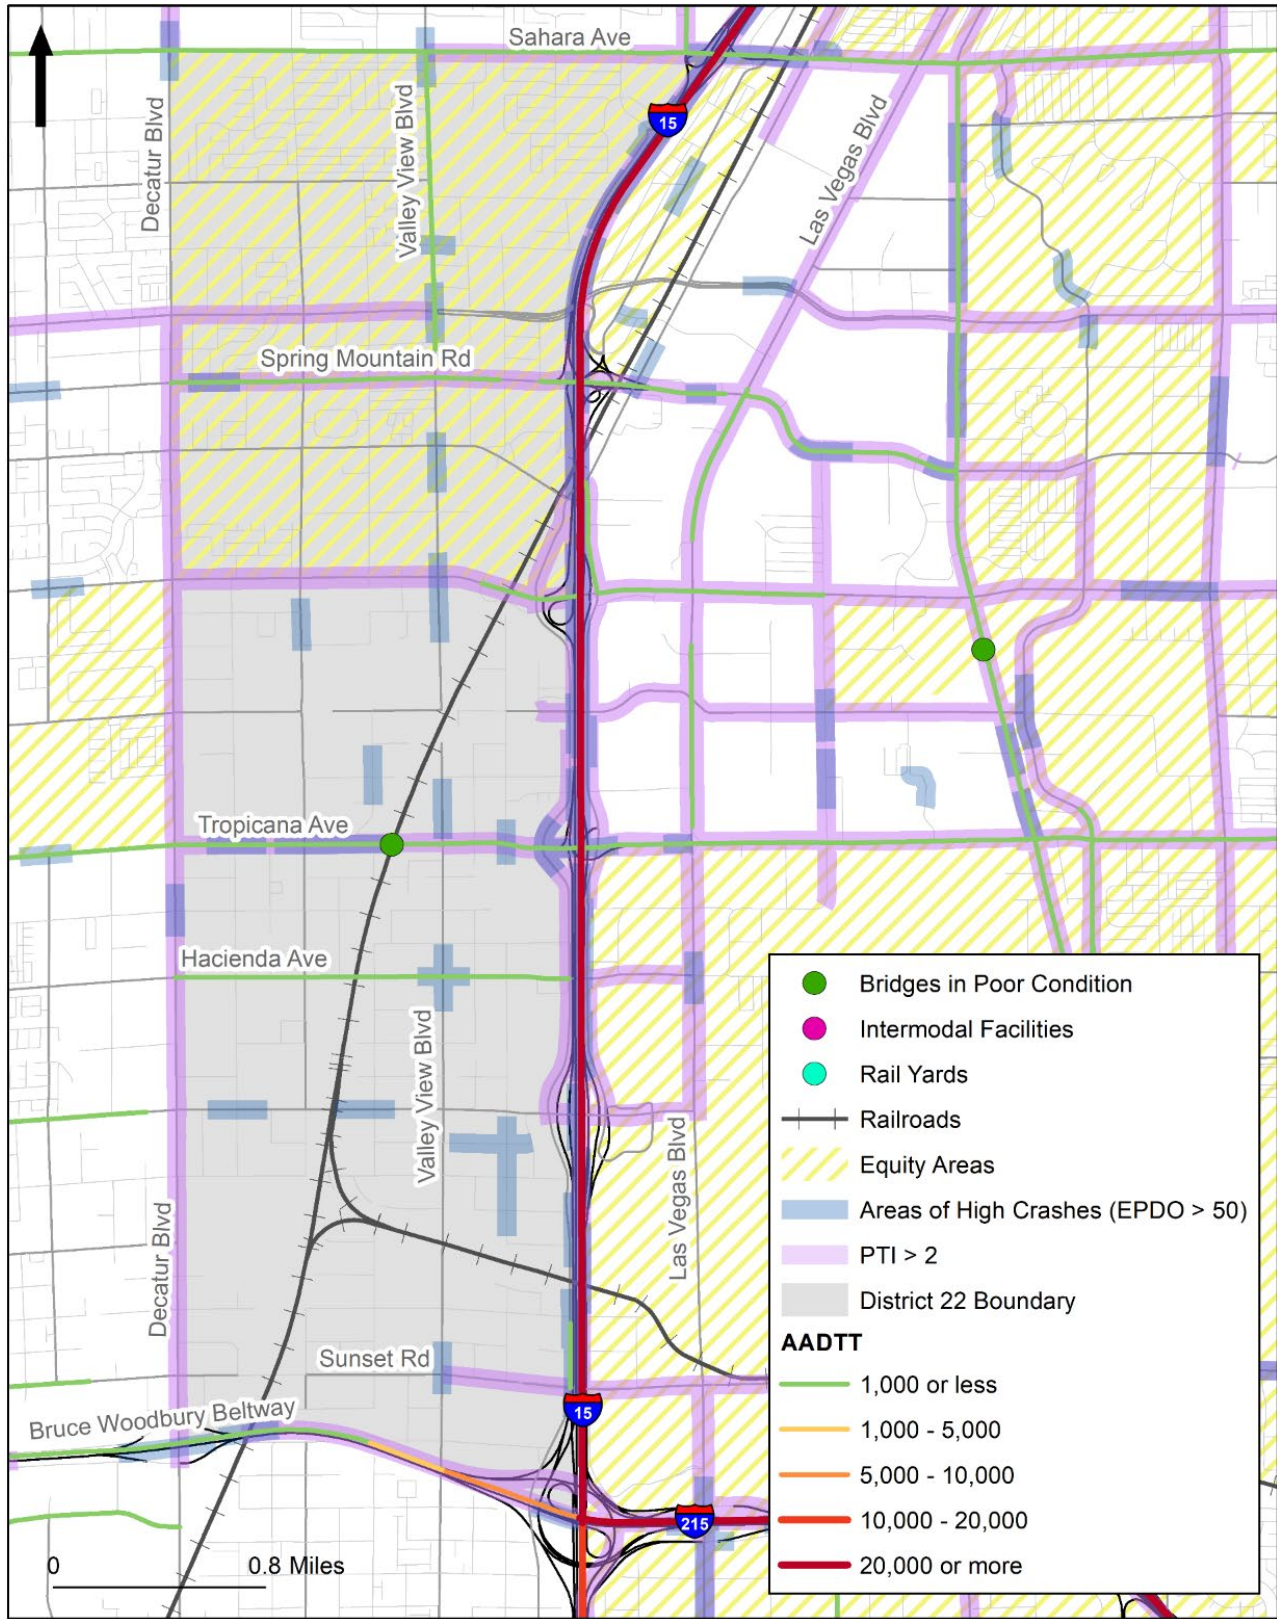 Sahara Ave
15
Decatur Blvd
Valley View Blvd
Las Vegas Blvd
Spring Mountain Rd
Tropicana Ave
Hacienda Ave
Valley View Blvd
Las Vegas Blvd
Decatur Blvd
Sunset Rd
Bruce Woodbury Beltway
15
215
0
0.8 Miles
Bridges in Poor Condition
Intermodal Facilities
Rail Yards
Railroads
Equity Areas
Areas of High Crashes (EPDO > 50)
PTI > 2
District 22 Boundary
AADTT
1,000 or less
1,000 - 5,000
5,000 - 10,000
10,000 - 20,000
20,000 or more